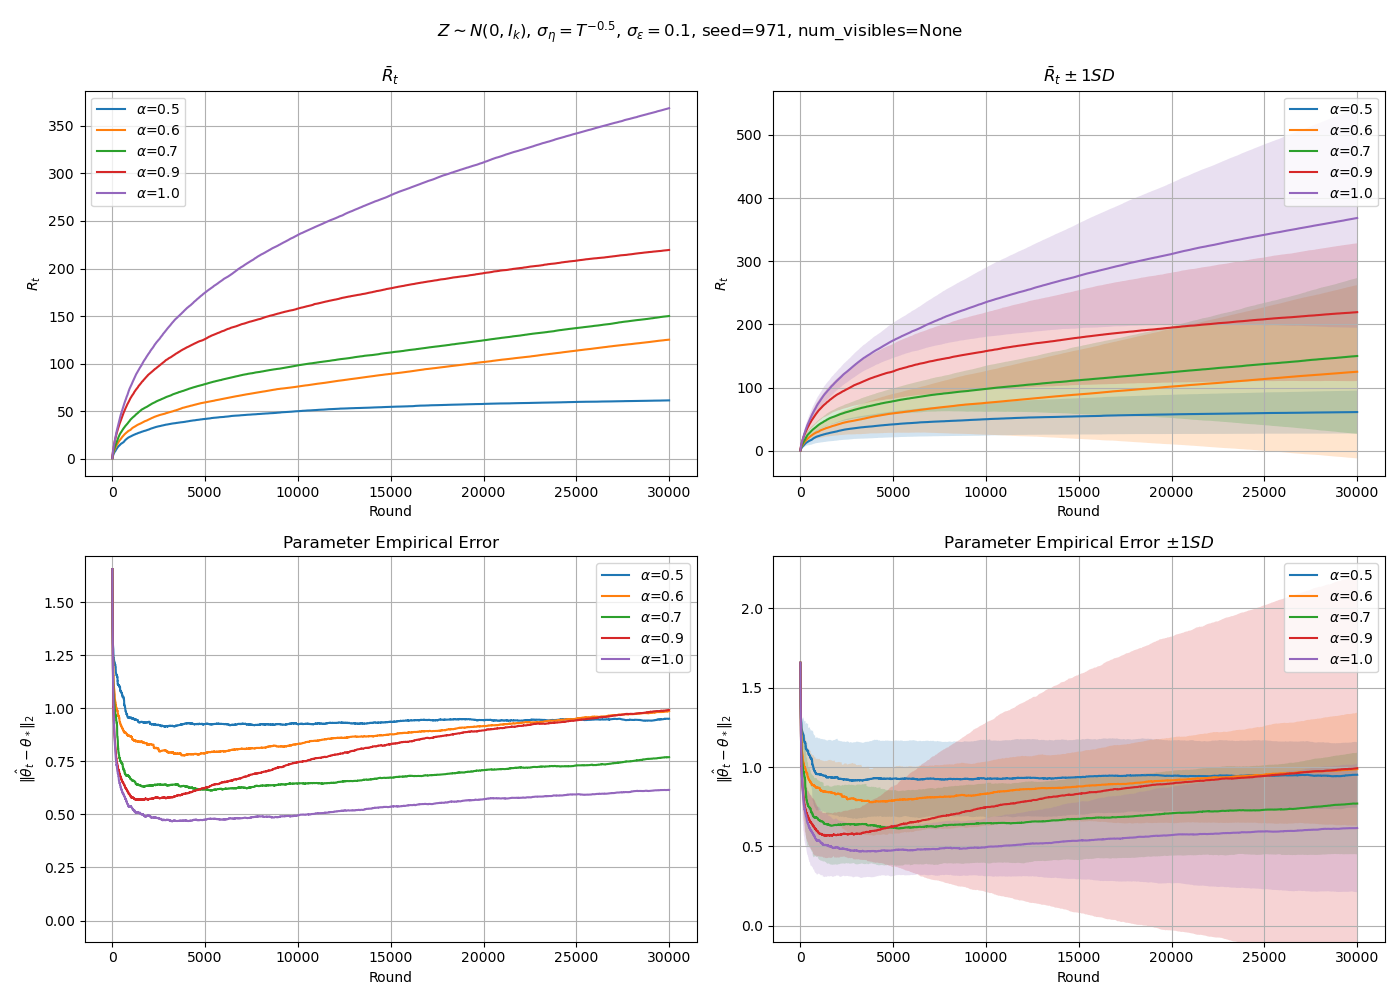 Z ∼ N(0, I_k), σ_η = T^{−0.5}, σ_ε = 0.1, seed=971, num_visibles=None
R̄_t
R_t
350
300
250
200
150
100
50
0
α=0.5
α=0.6
α=0.7
α=0.9
α=1.0
0 5000 10000 15000 20000 25000 30000
Round
R̄_t ± 1SD
R_t
500
400
300
200
100
0
α=0.5
α=0.6
α=0.7
α=0.9
α=1.0
0 5000 10000 15000 20000 25000 30000
Round
Parameter Empirical Error
‖θ̂_t − θ_*‖_2
1.50
1.25
1.00
0.75
0.50
0.25
0.00
α=0.5
α=0.6
α=0.7
α=0.9
α=1.0
0 5000 10000 15000 20000 25000 30000
Round
Parameter Empirical Error ±1SD
‖θ̂_t − θ_*‖_2
2.0
1.5
1.0
0.5
0.0
α=0.5
α=0.6
α=0.7
α=0.9
α=1.0
0 5000 10000 15000 20000 25000 30000
Round